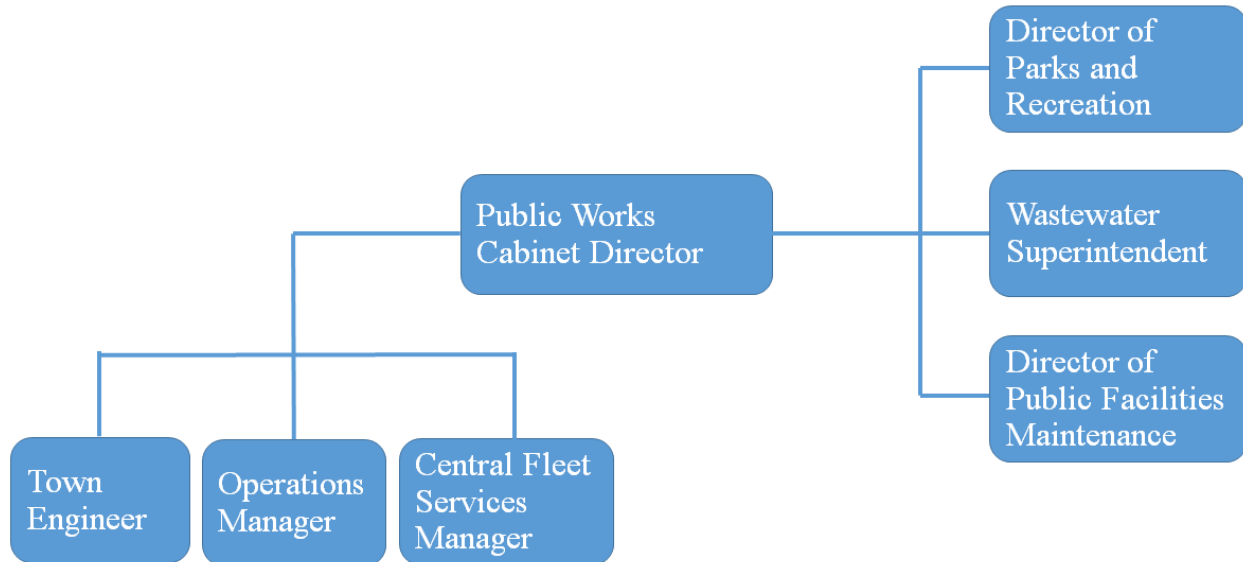 Director of
Parks and
Recreation
Public Works
Cabinet Director
Wastewater
Superintendent
Director of
Public Facilities
Maintenance
Town
Engineer
Operations
Manager
Central Fleet
Services
Manager